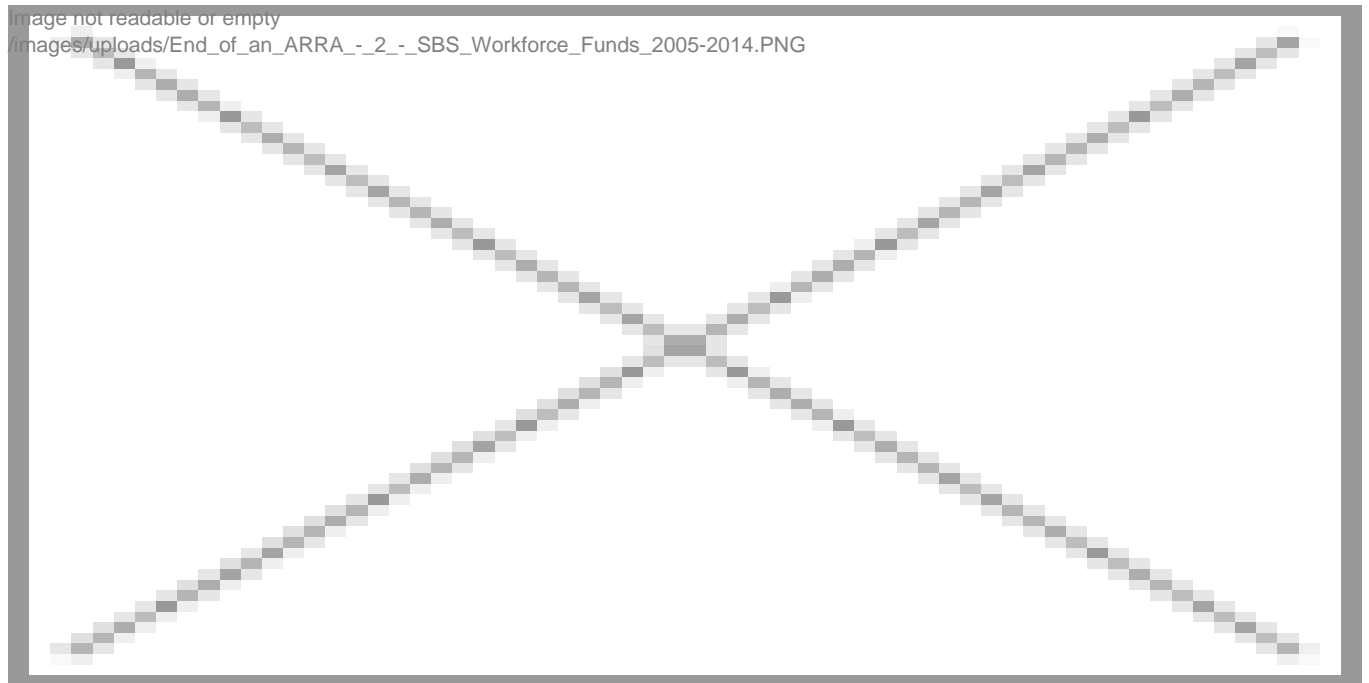 Image not readable or empty
/images/uploads/End_of_an_ARRA_-_2_-_SBS_Workforce_Funds_2005-2014.PNG